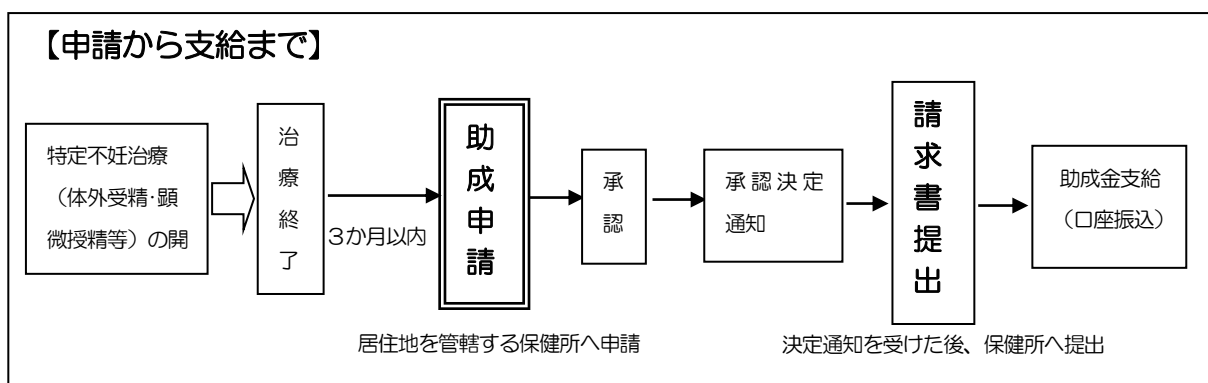 【申請から支給まで】
特定不妊治療
（体外受精・顕
微授精等）の開
治療終了
3か月以内
助成申請
承認
承認決定
通知
請求書提出
助成金支給
（口座振込）
居住地を管轄する保健所へ申請
決定通知を受けた後、保健所へ提出